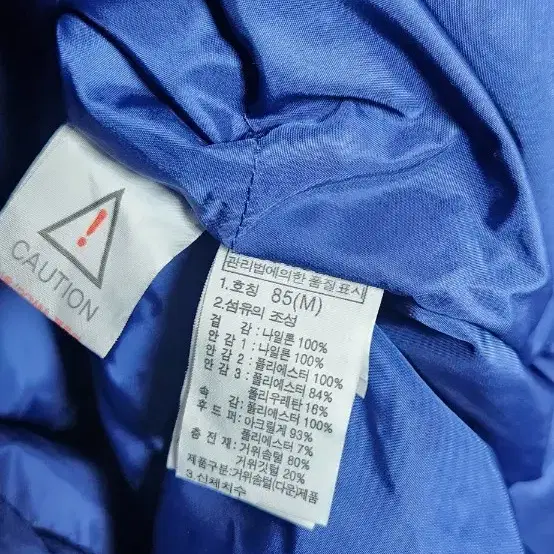 CAUTION
관리법에의한 품질표시
1.호칭 85(M)
2.섬유의 조성
겉 감 : 나일론 100%
안 감 1 : 나일론 100%
안 감 2 : 폴리에스터 100%
안 감 3 : 폴리에스터 84%
폴리우레탄 16%
속 감 : 폴리에스터 100%
후 드 퍼: 아크릴계 93%
폴리에스터 7%
충 전 재 : 거위솜털 80%
거위깃털 20%
제품구분:거위솜털(다운)제품
3.신체치수